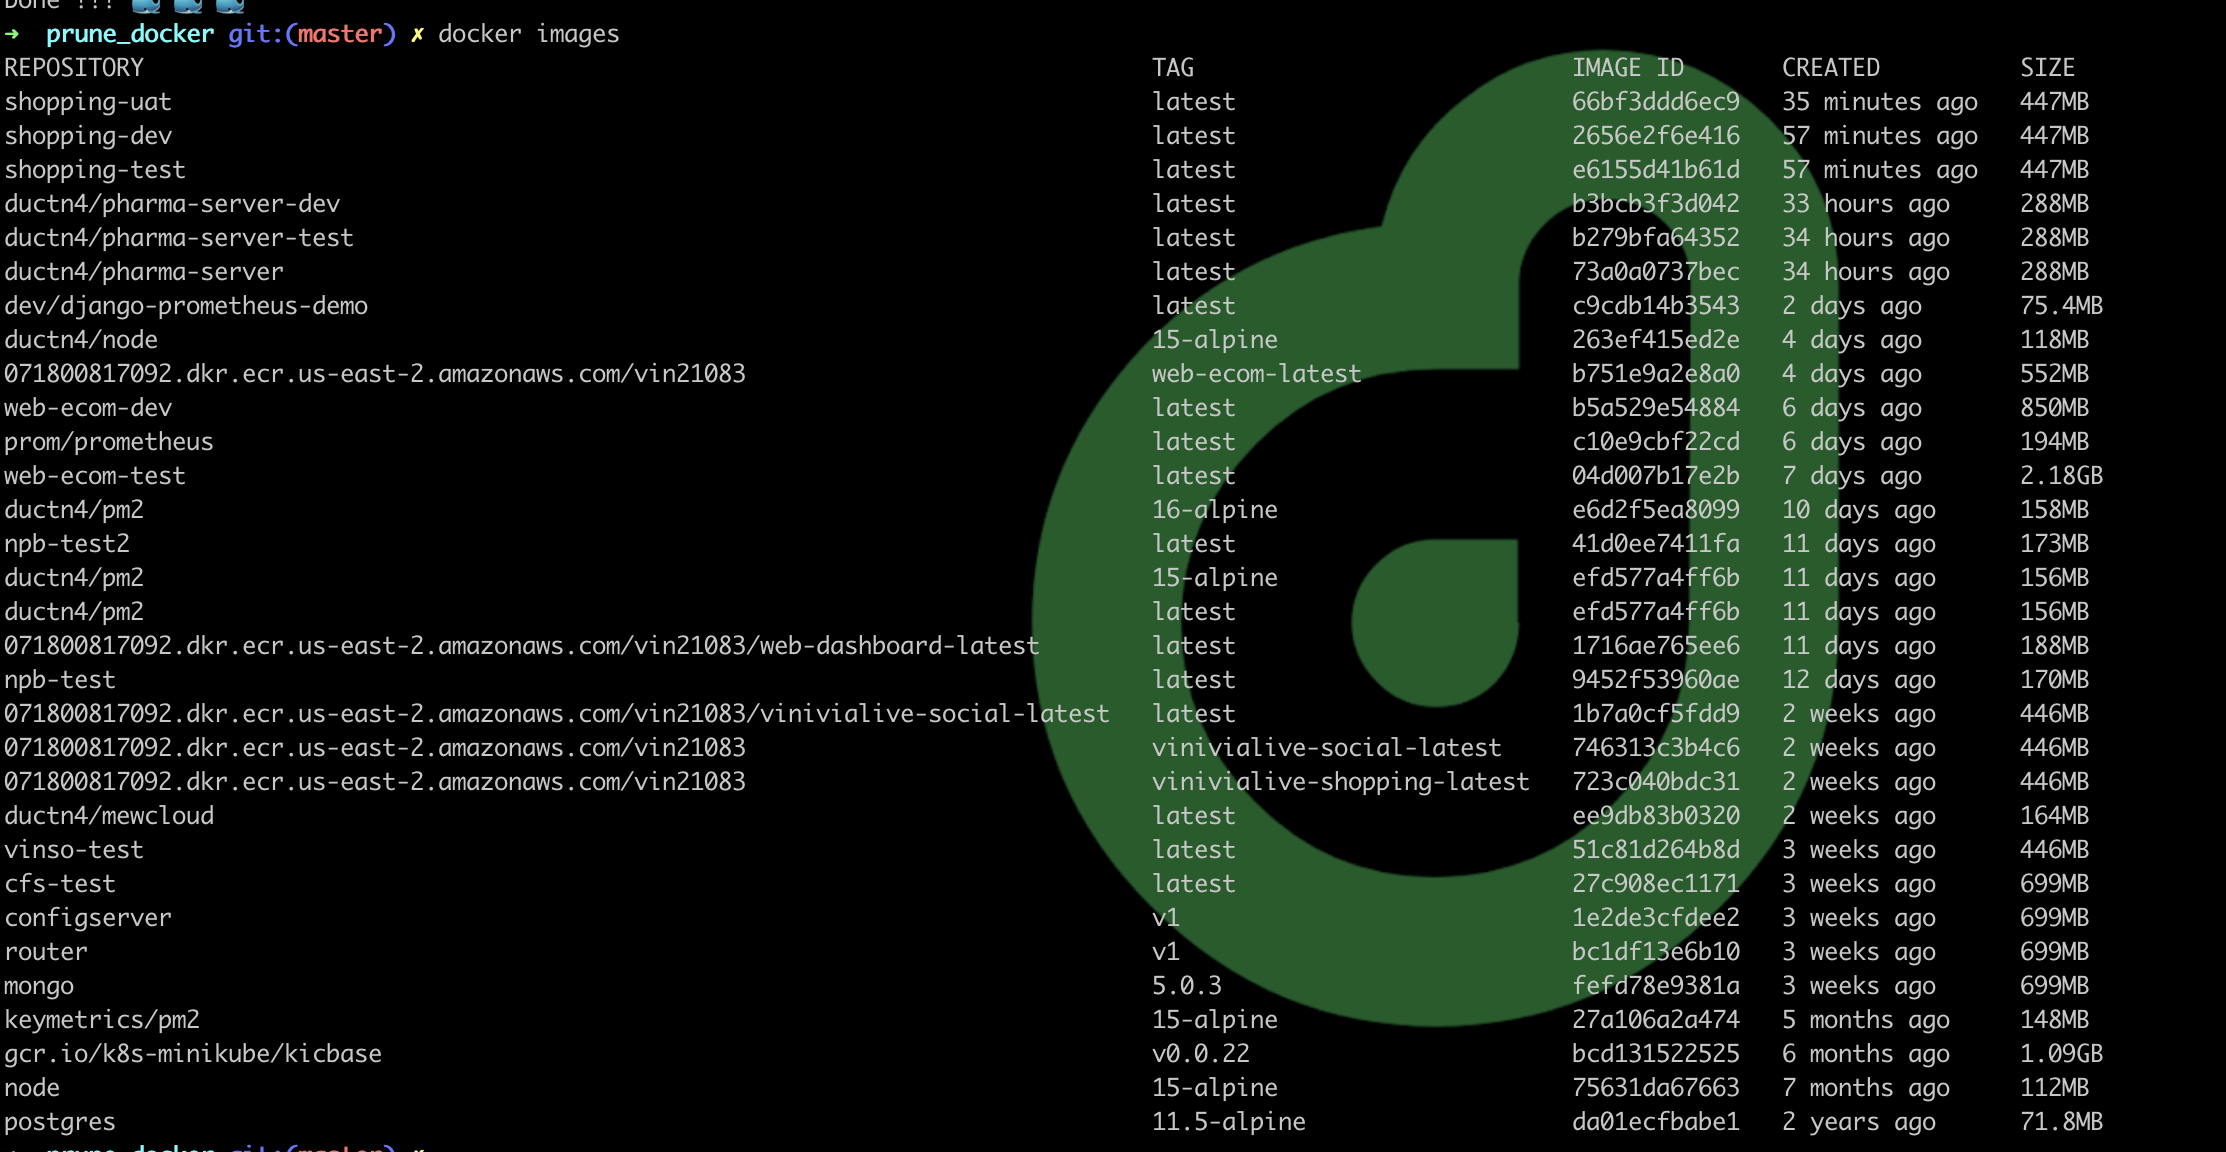 Done !!! 🐳 🐳 🐳
➜  prune_docker git:(master) ✗ docker images
REPOSITORY TAG IMAGE ID CREATED SIZE
shopping-uat latest 66bf3ddd6ec9 35 minutes ago 447MB
shopping-dev latest 2656e2f6e416 57 minutes ago 447MB
shopping-test latest e6155d41b61d 57 minutes ago 447MB
ductn4/pharma-server-dev latest b3bcb3f3d042 33 hours ago 288MB
ductn4/pharma-server-test latest b279bfa64352 34 hours ago 288MB
ductn4/pharma-server latest 73a0a0737bec 34 hours ago 288MB
dev/django-prometheus-demo latest c9cdb14b3543 2 days ago 75.4MB
ductn4/node 15-alpine 263ef415ed2e 4 days ago 118MB
071800817092.dkr.ecr.us-east-2.amazonaws.com/vin21083 web-ecom-latest b751e9a2e8a0 4 days ago 552MB
web-ecom-dev latest b5a529e54884 6 days ago 850MB
prom/prometheus latest c10e9cbf22cd 6 days ago 194MB
web-ecom-test latest 04d007b17e2b 7 days ago 2.18GB
ductn4/pm2 16-alpine e6d2f5ea8099 10 days ago 158MB
npb-test2 latest 41d0ee7411fa 11 days ago 173MB
ductn4/pm2 15-alpine efd577a4ff6b 11 days ago 156MB
ductn4/pm2 latest efd577a4ff6b 11 days ago 156MB
071800817092.dkr.ecr.us-east-2.amazonaws.com/vin21083/web-dashboard-latest latest 1716ae765ee6 11 days ago 188MB
npb-test latest 9452f53960ae 12 days ago 170MB
071800817092.dkr.ecr.us-east-2.amazonaws.com/vin21083/vinivialive-social-latest latest 1b7a0cf5fdd9 2 weeks ago 446MB
071800817092.dkr.ecr.us-east-2.amazonaws.com/vin21083 vinivialive-social-latest 746313c3b4c6 2 weeks ago 446MB
071800817092.dkr.ecr.us-east-2.amazonaws.com/vin21083 vinivialive-shopping-latest 723c040bdc31 2 weeks ago 446MB
ductn4/mewcloud latest ee9db83b0320 2 weeks ago 164MB
vinso-test latest 51c81d264b8d 3 weeks ago 446MB
cfs-test latest 27c908ec1171 3 weeks ago 699MB
configserver v1 1e2de3cfdee2 3 weeks ago 699MB
router v1 bc1df13e6b10 3 weeks ago 699MB
mongo 5.0.3 fefd78e9381a 3 weeks ago 699MB
keymetrics/pm2 15-alpine 27a106a2a474 5 months ago 148MB
gcr.io/k8s-minikube/kicbase v0.0.22 bcd131522525 6 months ago 1.09GB
node 15-alpine 75631da67663 7 months ago 112MB
postgres 11.5-alpine da01ecfbabe1 2 years ago 71.8MB
➜  prune_docker git:(master) ✗